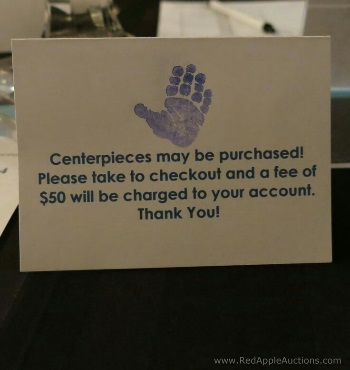 Centerpieces may be purchased!
Please take to checkout and a fee of
$50 will be charged to your account.
Thank You!
www.RedAppleAuctions.com